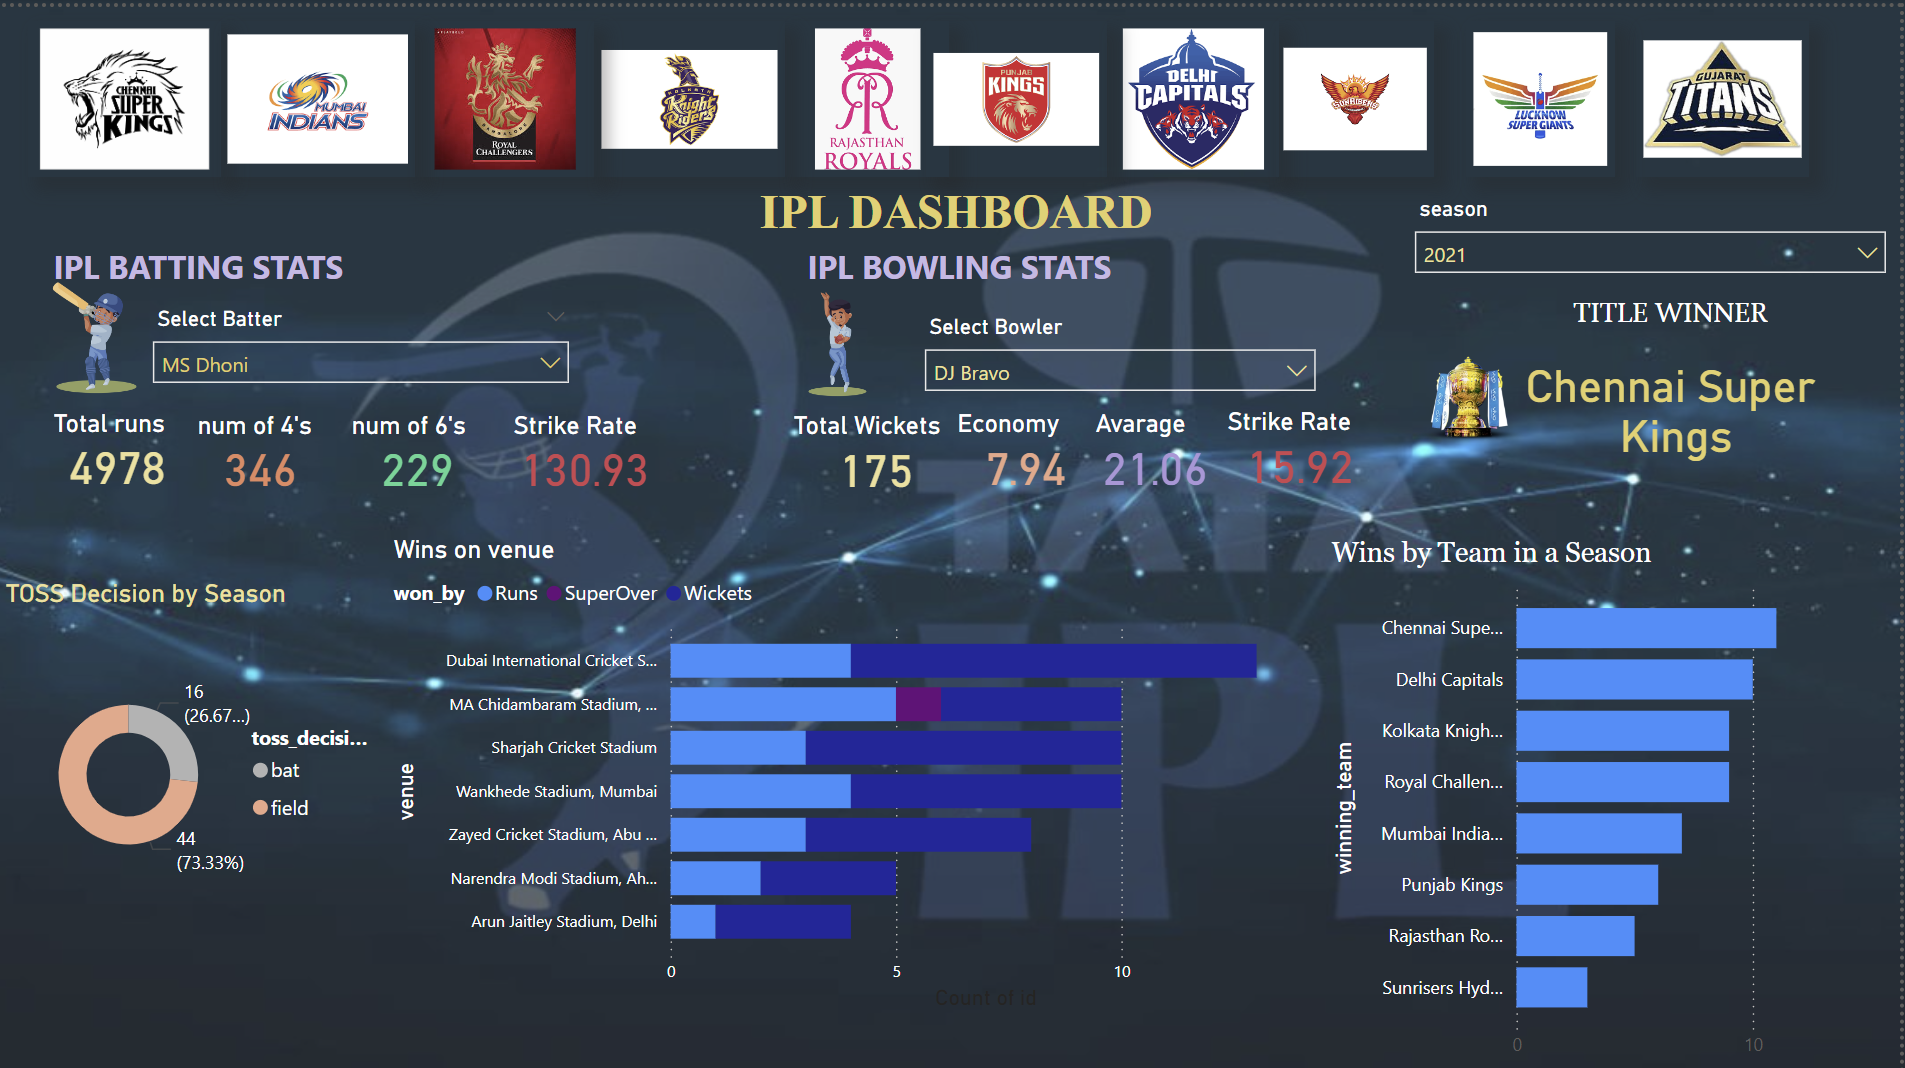 CHENNAI
SUPER
KINGS
MUMBAI
INDIANS
ROYAL
CHALLENGERS
BANGALORE
KOLKATA
Knight
Riders
RAJASTHAN
ROYALS
PUNJAB
KINGS
DELHI
CAPITALS
SUNRISERS
LUCKNOW
SUPER GIANTS
GUJARAT
TITANS
IPL DASHBOARD
season
2021
IPL BATTING STATS
Select Batter
MS Dhoni
Total runs
num of 4's
num of 6's
Strike Rate
4978
346
229
130.93
IPL BOWLING STATS
Select Bowler
DJ Bravo
Total Wickets
Economy
Avarage
Strike Rate
175
7.94
21.06
15.92
TITLE WINNER
Chennai Super
Kings
TATA
IPL
TOSS Decision by Season
16
(26.67...)
toss_decisi...
bat
field
44
(73.33%)
Wins on venue
won_by Runs SuperOver Wickets
venue
Dubai International Cricket S...
MA Chidambaram Stadium, ...
Sharjah Cricket Stadium
Wankhede Stadium, Mumbai
Zayed Cricket Stadium, Abu ...
Narendra Modi Stadium, Ah...
Arun Jaitley Stadium, Delhi
0 5 10
Count of id
Wins by Team in a Season
winning_team
Chennai Supe...
Delhi Capitals
Kolkata Knigh...
Royal Challen...
Mumbai India...
Punjab Kings
Rajasthan Ro...
Sunrisers Hyd...
0 10